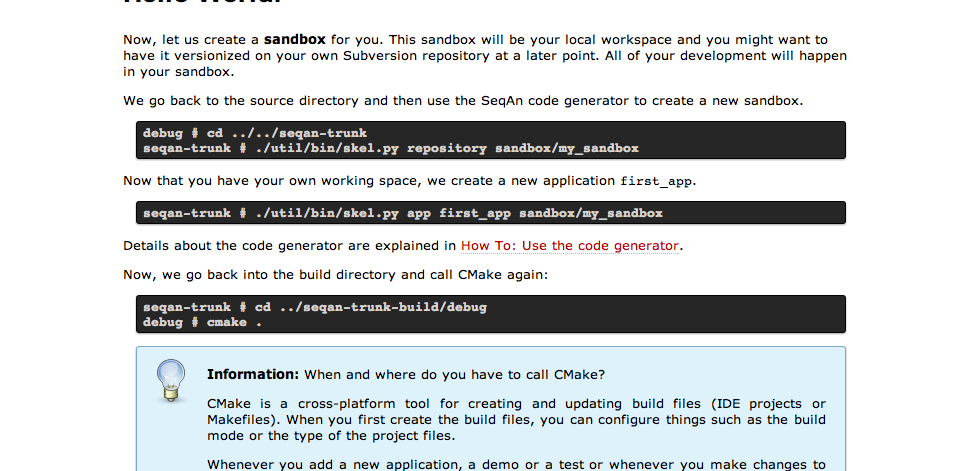 Hello World!
Now, let us create a sandbox for you. This sandbox will be your local workspace and you might want to
have it versionized on your own Subversion repository at a later point. All of your development will happen
in your sandbox.
We go back to the source directory and then use the SeqAn code generator to create a new sandbox.
debug # cd ../../seqan-trunk
seqan-trunk # ./util/bin/skel.py repository sandbox/my_sandbox
Now that you have your own working space, we create a new application first_app.
seqan-trunk # ./util/bin/skel.py app first_app sandbox/my_sandbox
Details about the code generator are explained in How To: Use the code generator.
Now, we go back into the build directory and call CMake again:
seqan-trunk # cd ../seqan-trunk-build/debug
debug # cmake .
Information: When and where do you have to call CMake?
CMake is a cross-platform tool for creating and updating build files (IDE projects or
Makefiles). When you first create the build files, you can configure things such as the build
mode or the type of the project files.
Whenever you add a new application, a demo or a test or whenever you make changes to